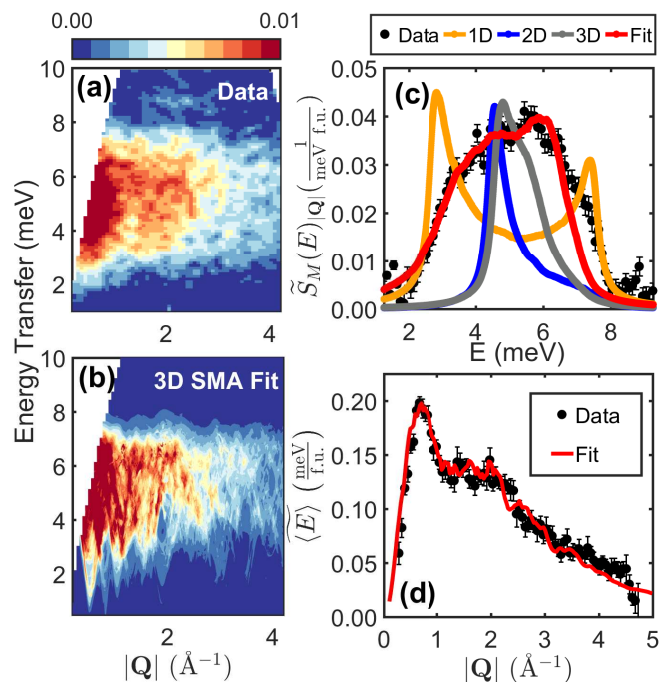 0.00 0.01
Data 1D 2D 3D Fit
(a) Data
10
8
6
4
2
2 4
Energy Transfer (meV)
(c)
0.05
0.04
0.03
0.02
0.01
0.00
2 4 6 8
E (meV)
S̃_M(E)_|Q| (1/meV f.u.)
(b) 3D SMA Fit
10
8
6
4
2
2 4
|Q| (Å⁻¹)
(d)
Data
Fit
0.20
0.15
0.10
0.05
0.00
0 1 2 3 4 5
|Q| (Å⁻¹)
⟨E⟩͠ (meV/f.u.)